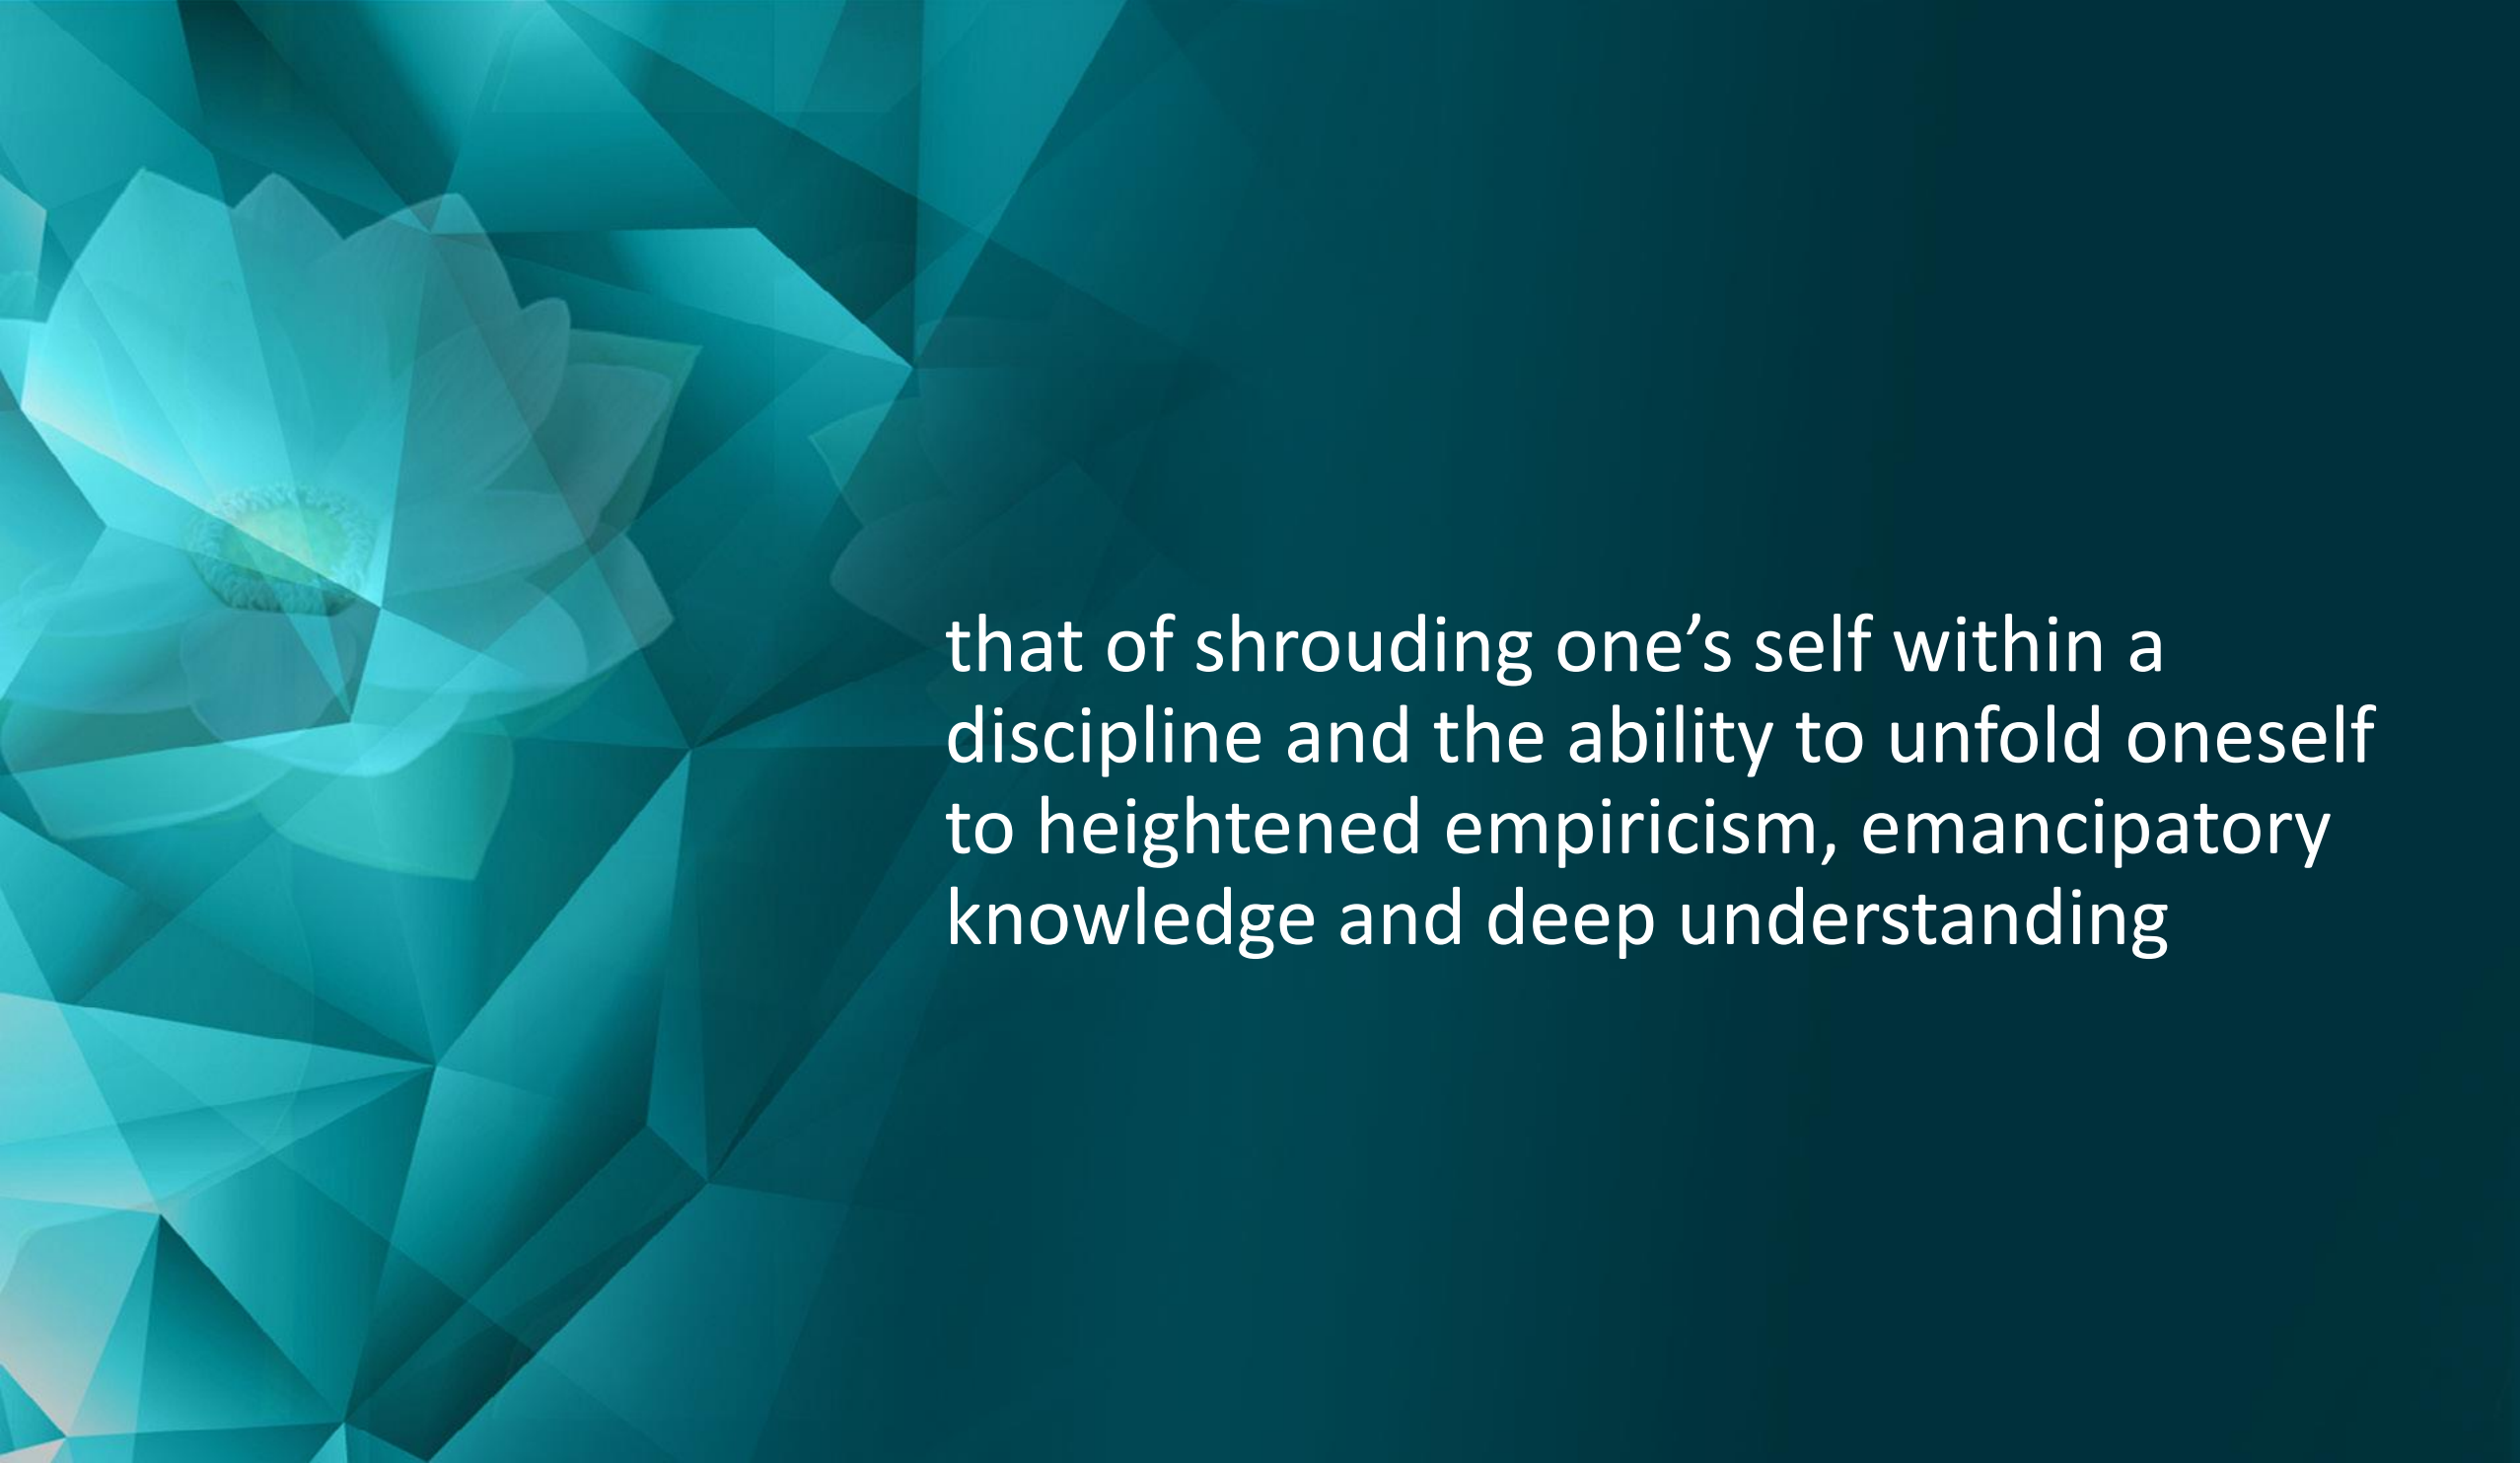 that of shrouding one’s self within a
discipline and the ability to unfold oneself
to heightened empiricism, emancipatory
knowledge and deep understanding